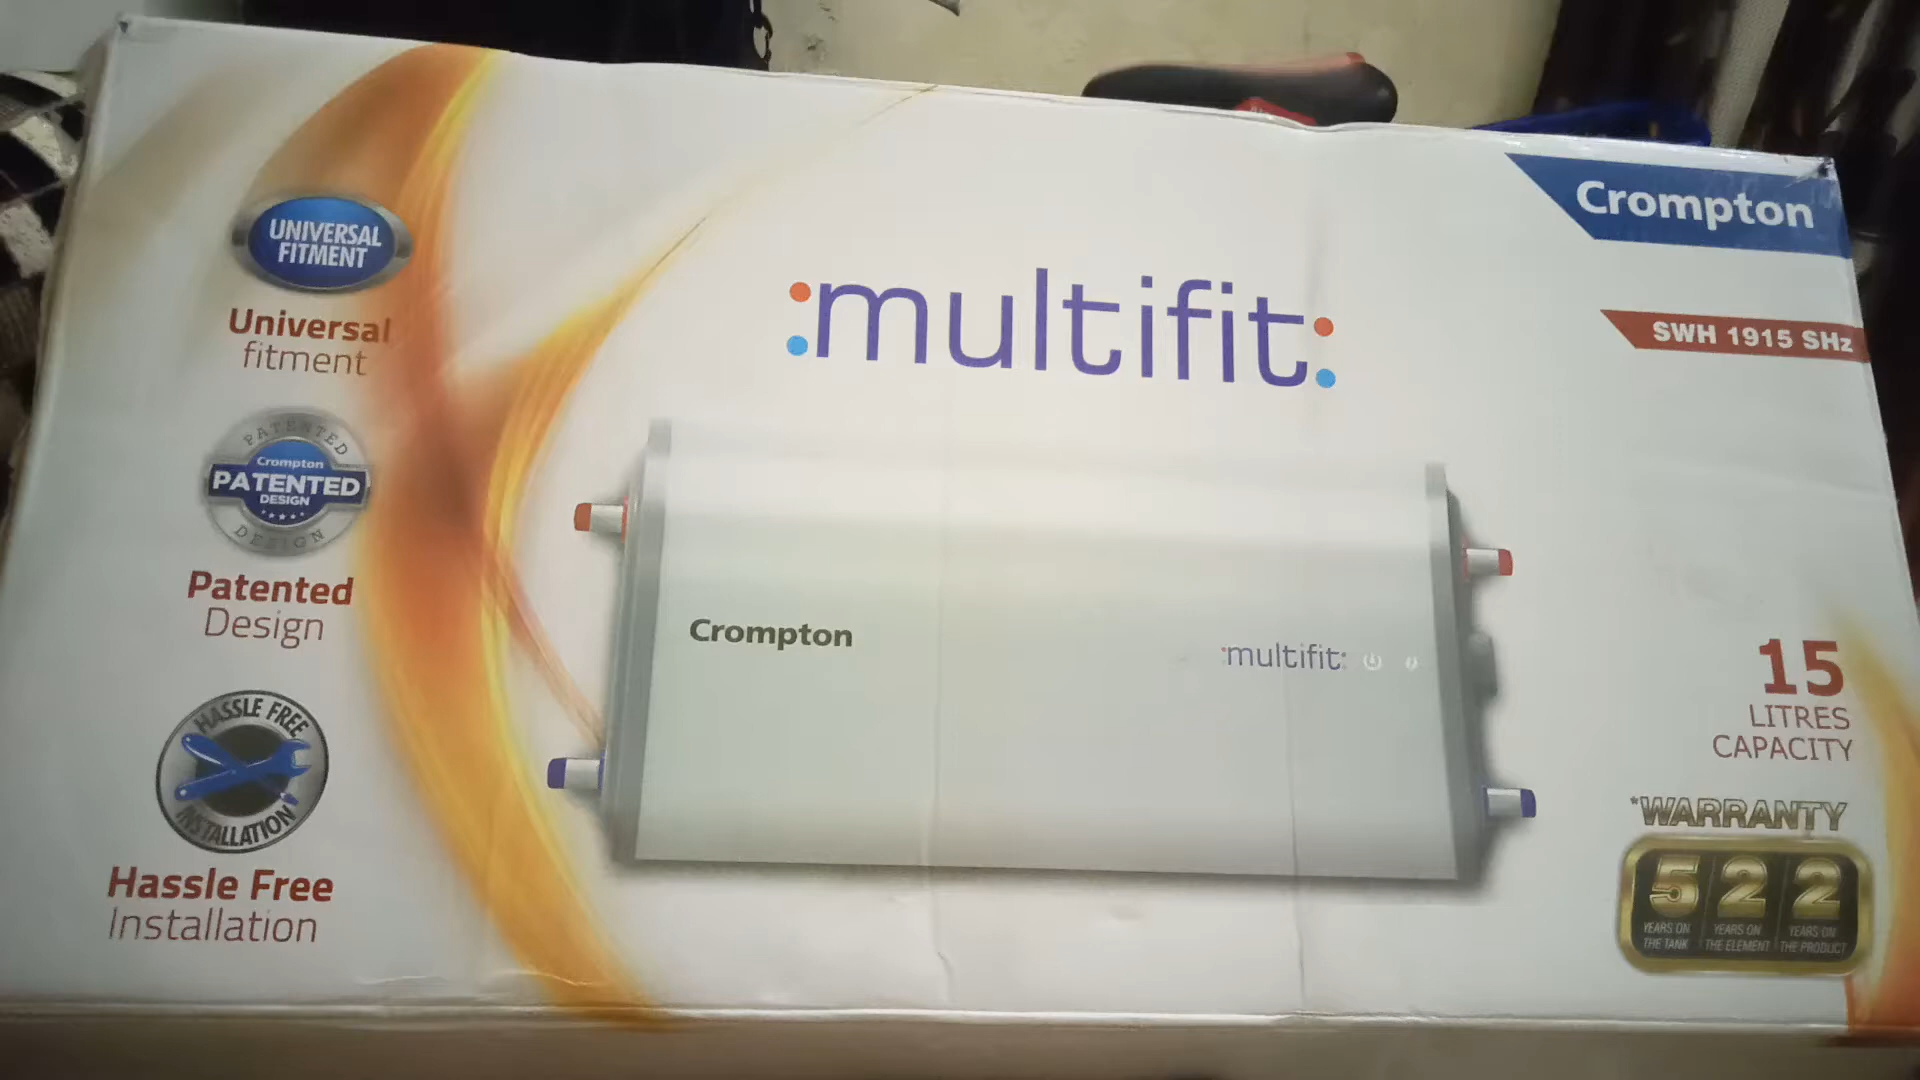 Crompton
SWH 1915 SHz
:multifit:
UNIVERSAL
FITMENT
Universal
fitment
PATENTED
Crompton
PATENTED
DESIGN
DESIGN
Patented
Design
HASSLE FREE
INSTALLATION
Hassle Free
Installation
Crompton
:multifit:
15
LITRES
CAPACITY
*WARRANTY
5 2 2
YEARS ON YEARS ON YEARS ON
THE TANK THE ELEMENT THE PRODUCT